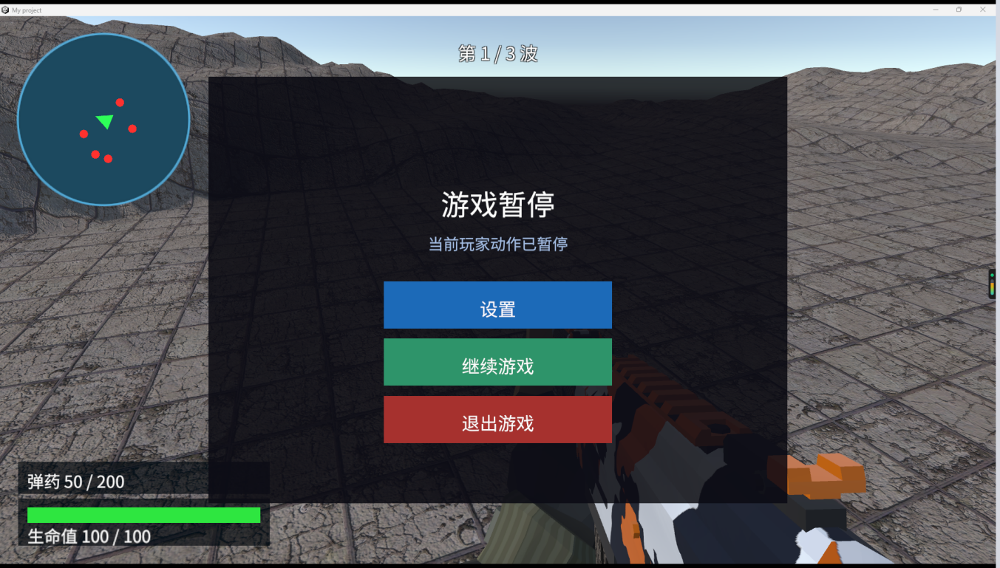 My project
第 1 / 3 波
游戏暂停
当前玩家动作已暂停
设置
继续游戏
退出游戏
弹药 50 / 200
生命值 100 / 100